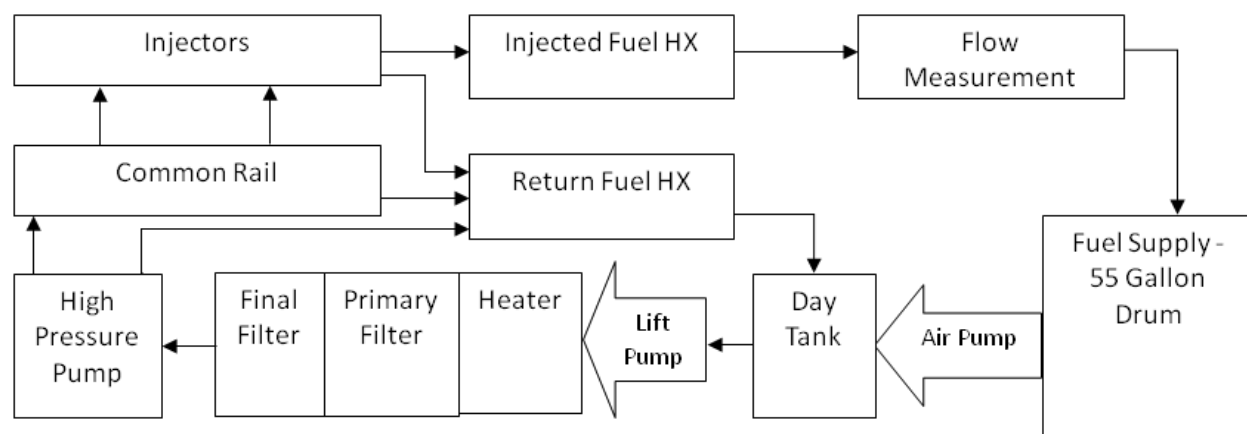 Injectors
Injected Fuel HX
Flow
Measurement
Common Rail
Return Fuel HX
Fuel Supply -
55 Gallon
Drum
High
Pressure
Pump
Final
Filter
Primary
Filter
Heater
Lift
Pump
Day
Tank
Air Pump